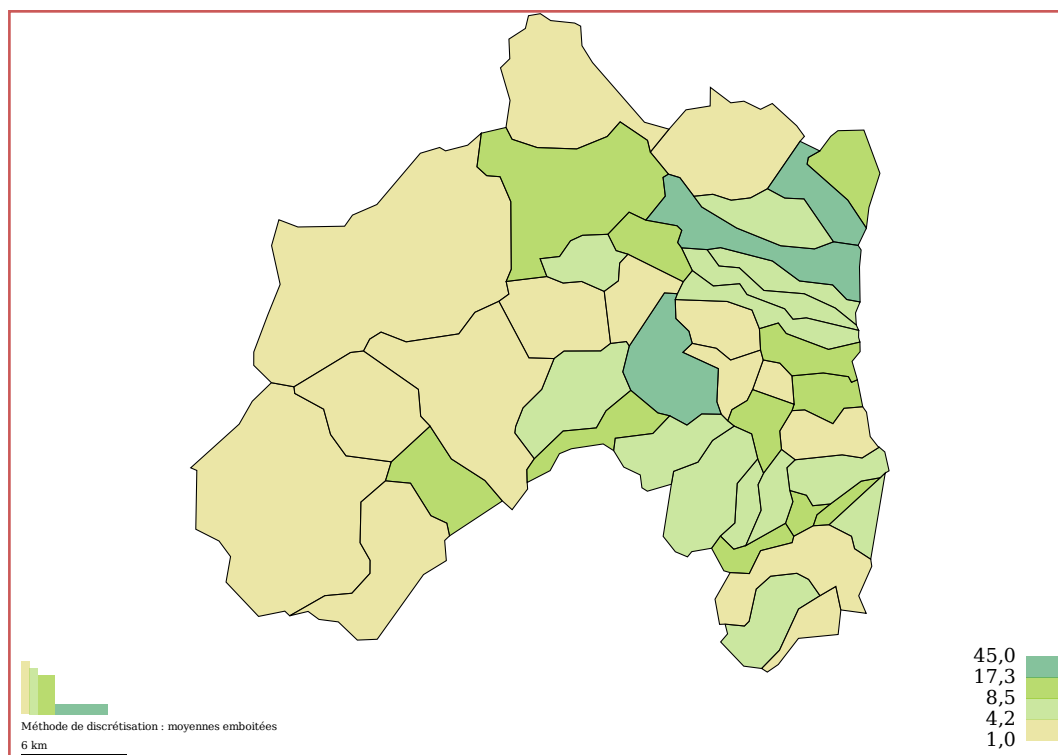 45,0
17,3
8,5
4,2
1,0
Méthode de discrétisation : moyennes emboitées
6 km